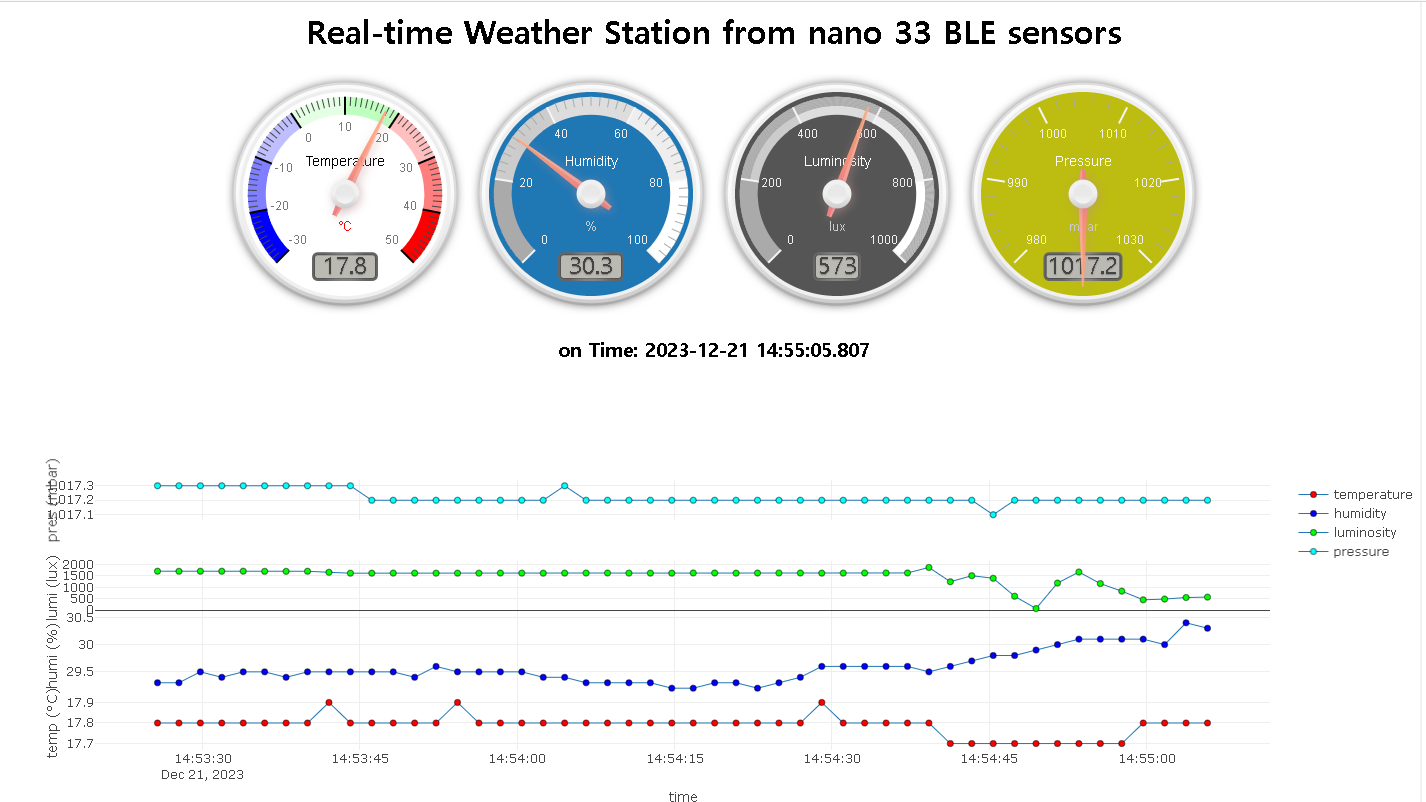 Real-time Weather Station from nano 33 BLE sensors
-30 -20 -10 0 10 20 30 40 50
Temperature
°C
17.8
0 20 40 60 80 100
Humidity
%
30.3
0 200 400 600 800 1000
Luminosity
lux
573
980 990 1000 1010 1020 1030
Pressure
1017.2
on Time: 2023-12-21 14:55:05.807
pres (mbar)
1017.3
1017.2
1017.1
lumi (lux)
2000
1500
1000
500
0
humi (%)
30.5
30
29.5
temp (°C)
17.9
17.8
17.7
14:53:30 14:53:45 14:54:00 14:54:15 14:54:30 14:54:45 14:55:00
Dec 21, 2023
time
temperature
humidity
luminosity
pressure